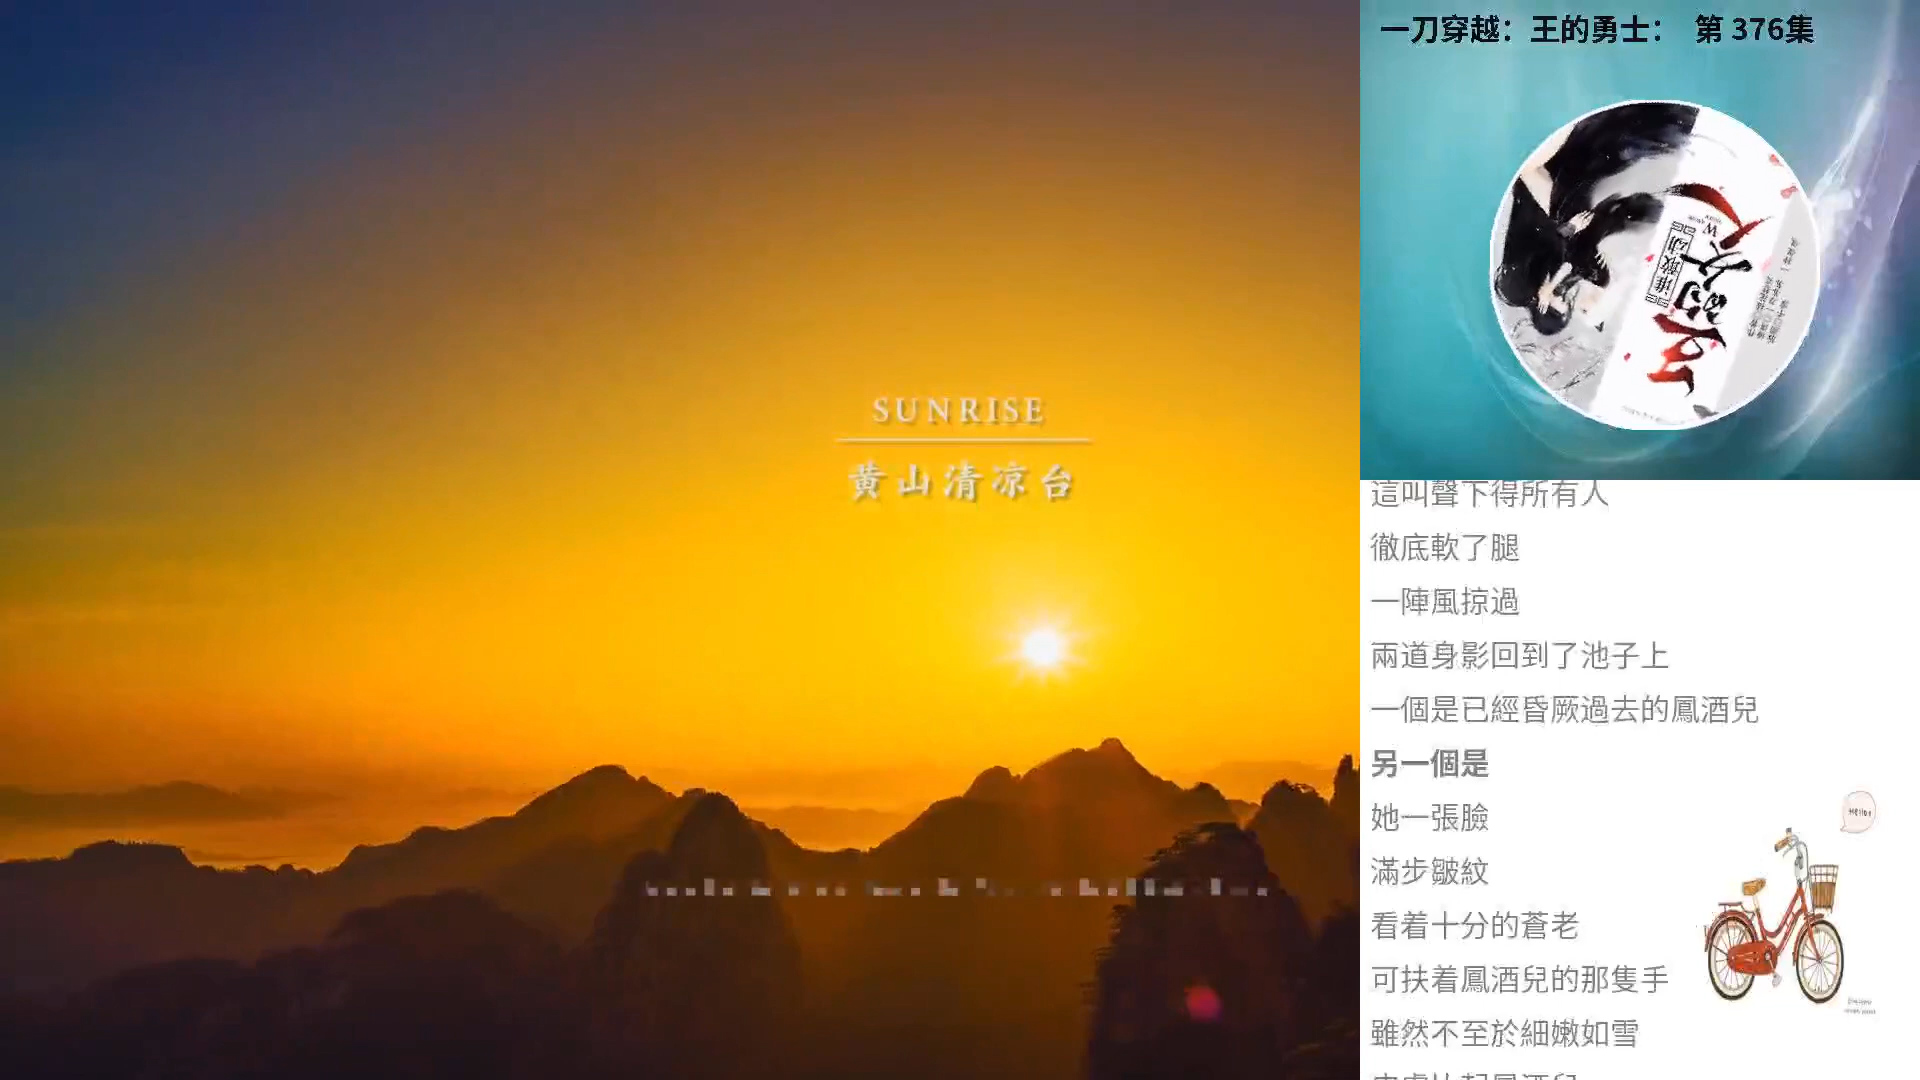 SUNRISE
黄山清凉台
一刀穿越：王的勇士： 第 376集
谁敢动
這叫聲下得所有人
徹底軟了腿
一陣風掠過
兩道身影回到了池子上
一個是已經昏厥過去的鳳酒兒
另一個是
她一張臉
滿步皺紋
看着十分的蒼老
可扶着鳳酒兒的那隻手
雖然不至於細嫩如雪
Hello!